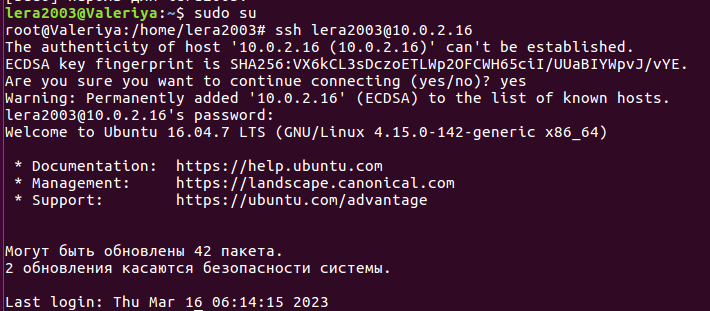 lera2003@Valeriya:~$ sudo su
root@Valeriya:/home/lera2003# ssh lera2003@10.0.2.16
The authenticity of host '10.0.2.16 (10.0.2.16)' can't be established.
ECDSA key fingerprint is SHA256:VX6kCL3sDczoETLWp2OFCWH65ciI/UUaBIYWpvJ/vYE.
Are you sure you want to continue connecting (yes/no)? yes
Warning: Permanently added '10.0.2.16' (ECDSA) to the list of known hosts.
lera2003@10.0.2.16's password:
Welcome to Ubuntu 16.04.7 LTS (GNU/Linux 4.15.0-142-generic x86_64)
* Documentation:  https://help.ubuntu.com
* Management:     https://landscape.canonical.com
* Support:        https://ubuntu.com/advantage
Могут быть обновлены 42 пакета.
2 обновления касаются безопасности системы.
Last login: Thu Mar 16 06:14:15 2023